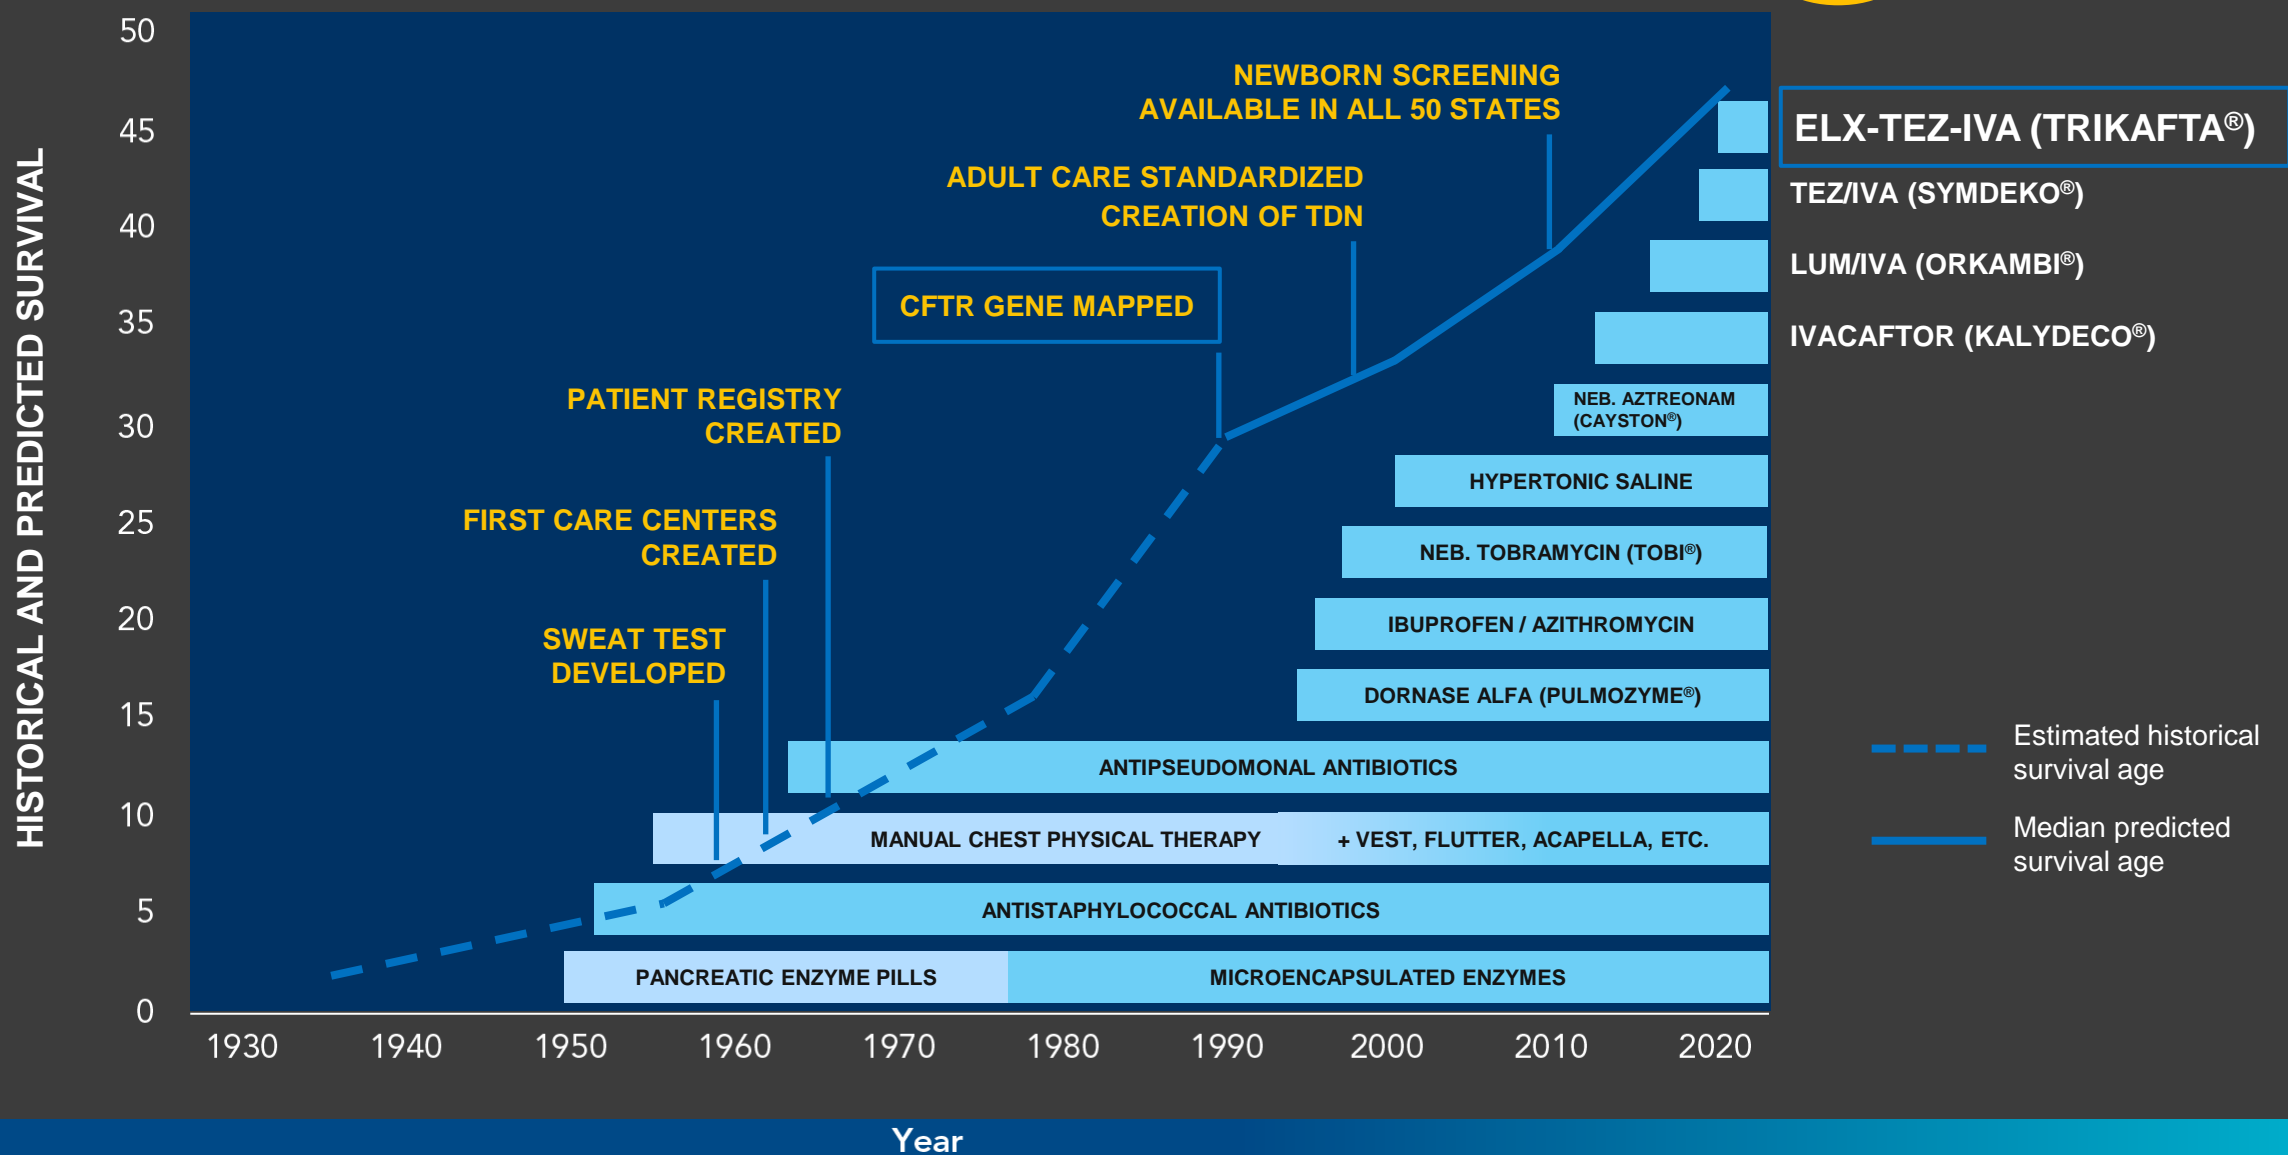 HISTORICAL AND PREDICTED SURVIVAL
50
45
40
35
30
25
20
15
10
5
0
NEWBORN SCREENING
AVAILABLE IN ALL 50 STATES
ADULT CARE STANDARDIZED
CREATION OF TDN
CFTR GENE MAPPED
PATIENT REGISTRY
CREATED
FIRST CARE CENTERS
CREATED
SWEAT TEST
DEVELOPED
ELX-TEZ-IVA (TRIKAFTA®)
TEZ/IVA (SYMDEKO®)
LUM/IVA (ORKAMBI®)
IVACAFTOR (KALYDECO®)
NEB. AZTREONAM
(CAYSTON®)
HYPERTONIC SALINE
NEB. TOBRAMYCIN (TOBI®)
IBUPROFEN / AZITHROMYCIN
DORNASE ALFA (PULMOZYME®)
ANTIPSEUDOMONAL ANTIBIOTICS
MANUAL CHEST PHYSICAL THERAPY + VEST, FLUTTER, ACAPELLA, ETC.
ANTISTAPHYLOCOCCAL ANTIBIOTICS
PANCREATIC ENZYME PILLS MICROENCAPSULATED ENZYMES
Estimated historical
survival age
Median predicted
survival age
1930 1940 1950 1960 1970 1980 1990 2000 2010 2020
Year